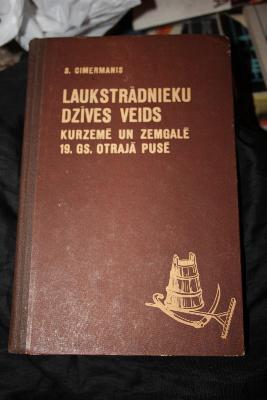 S. CIMERMANIS
LAUKSTRĀDNIEKU
DZĪVES VEIDS
KURZEMĒ UN ZEMGALĒ
19. GS. OTRAJĀ PUSĒ